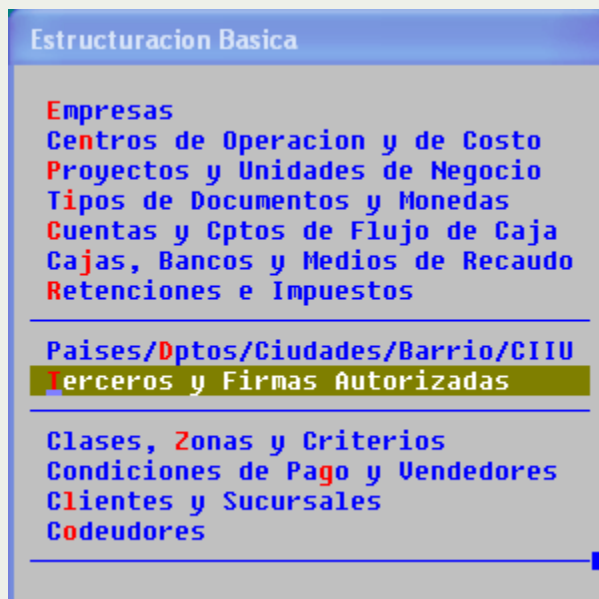 Estructuracion Basica
Empresas
Centros de Operacion y de Costo
Proyectos y Unidades de Negocio
Tipos de Documentos y Monedas
Cuentas y Cptos de Flujo de Caja
Cajas, Bancos y Medios de Recaudo
Retenciones e Impuestos
Paises/Dptos/Ciudades/Barrio/CIIU
Terceros y Firmas Autorizadas
Clases, Zonas y Criterios
Condiciones de Pago y Vendedores
Clientes y Sucursales
Codeudores